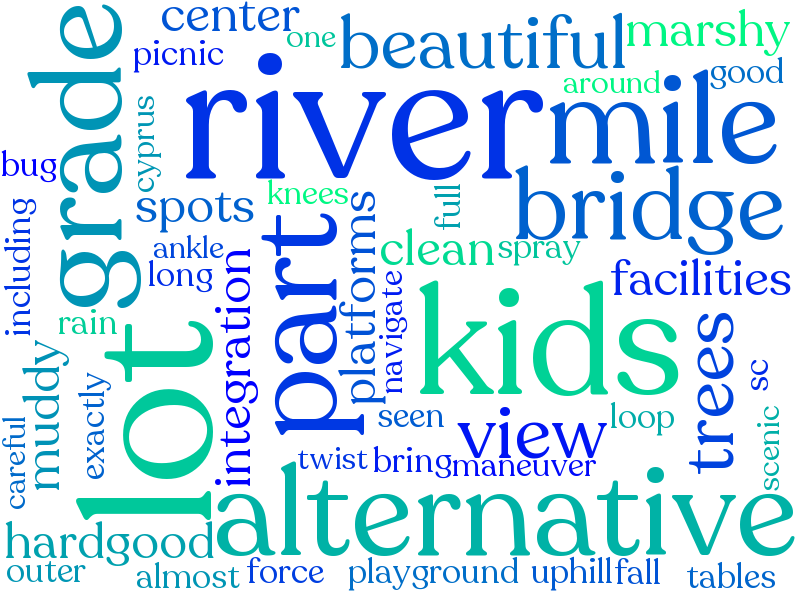 center
one
beautiful
marshy
picnic
around
good
grade
river
mile
bug
cyprus
spots
knees
full
bridge
including
ankle
long
part
platforms
clean
spray
facilities
rain
lot
integration
navigate
kids
trees
sc
muddy
exactly
seen
view
loop
careful
twist
bring
maneuver
scenic
hard
good
alternative
outer
almost
force
playground
uphill
fall
tables